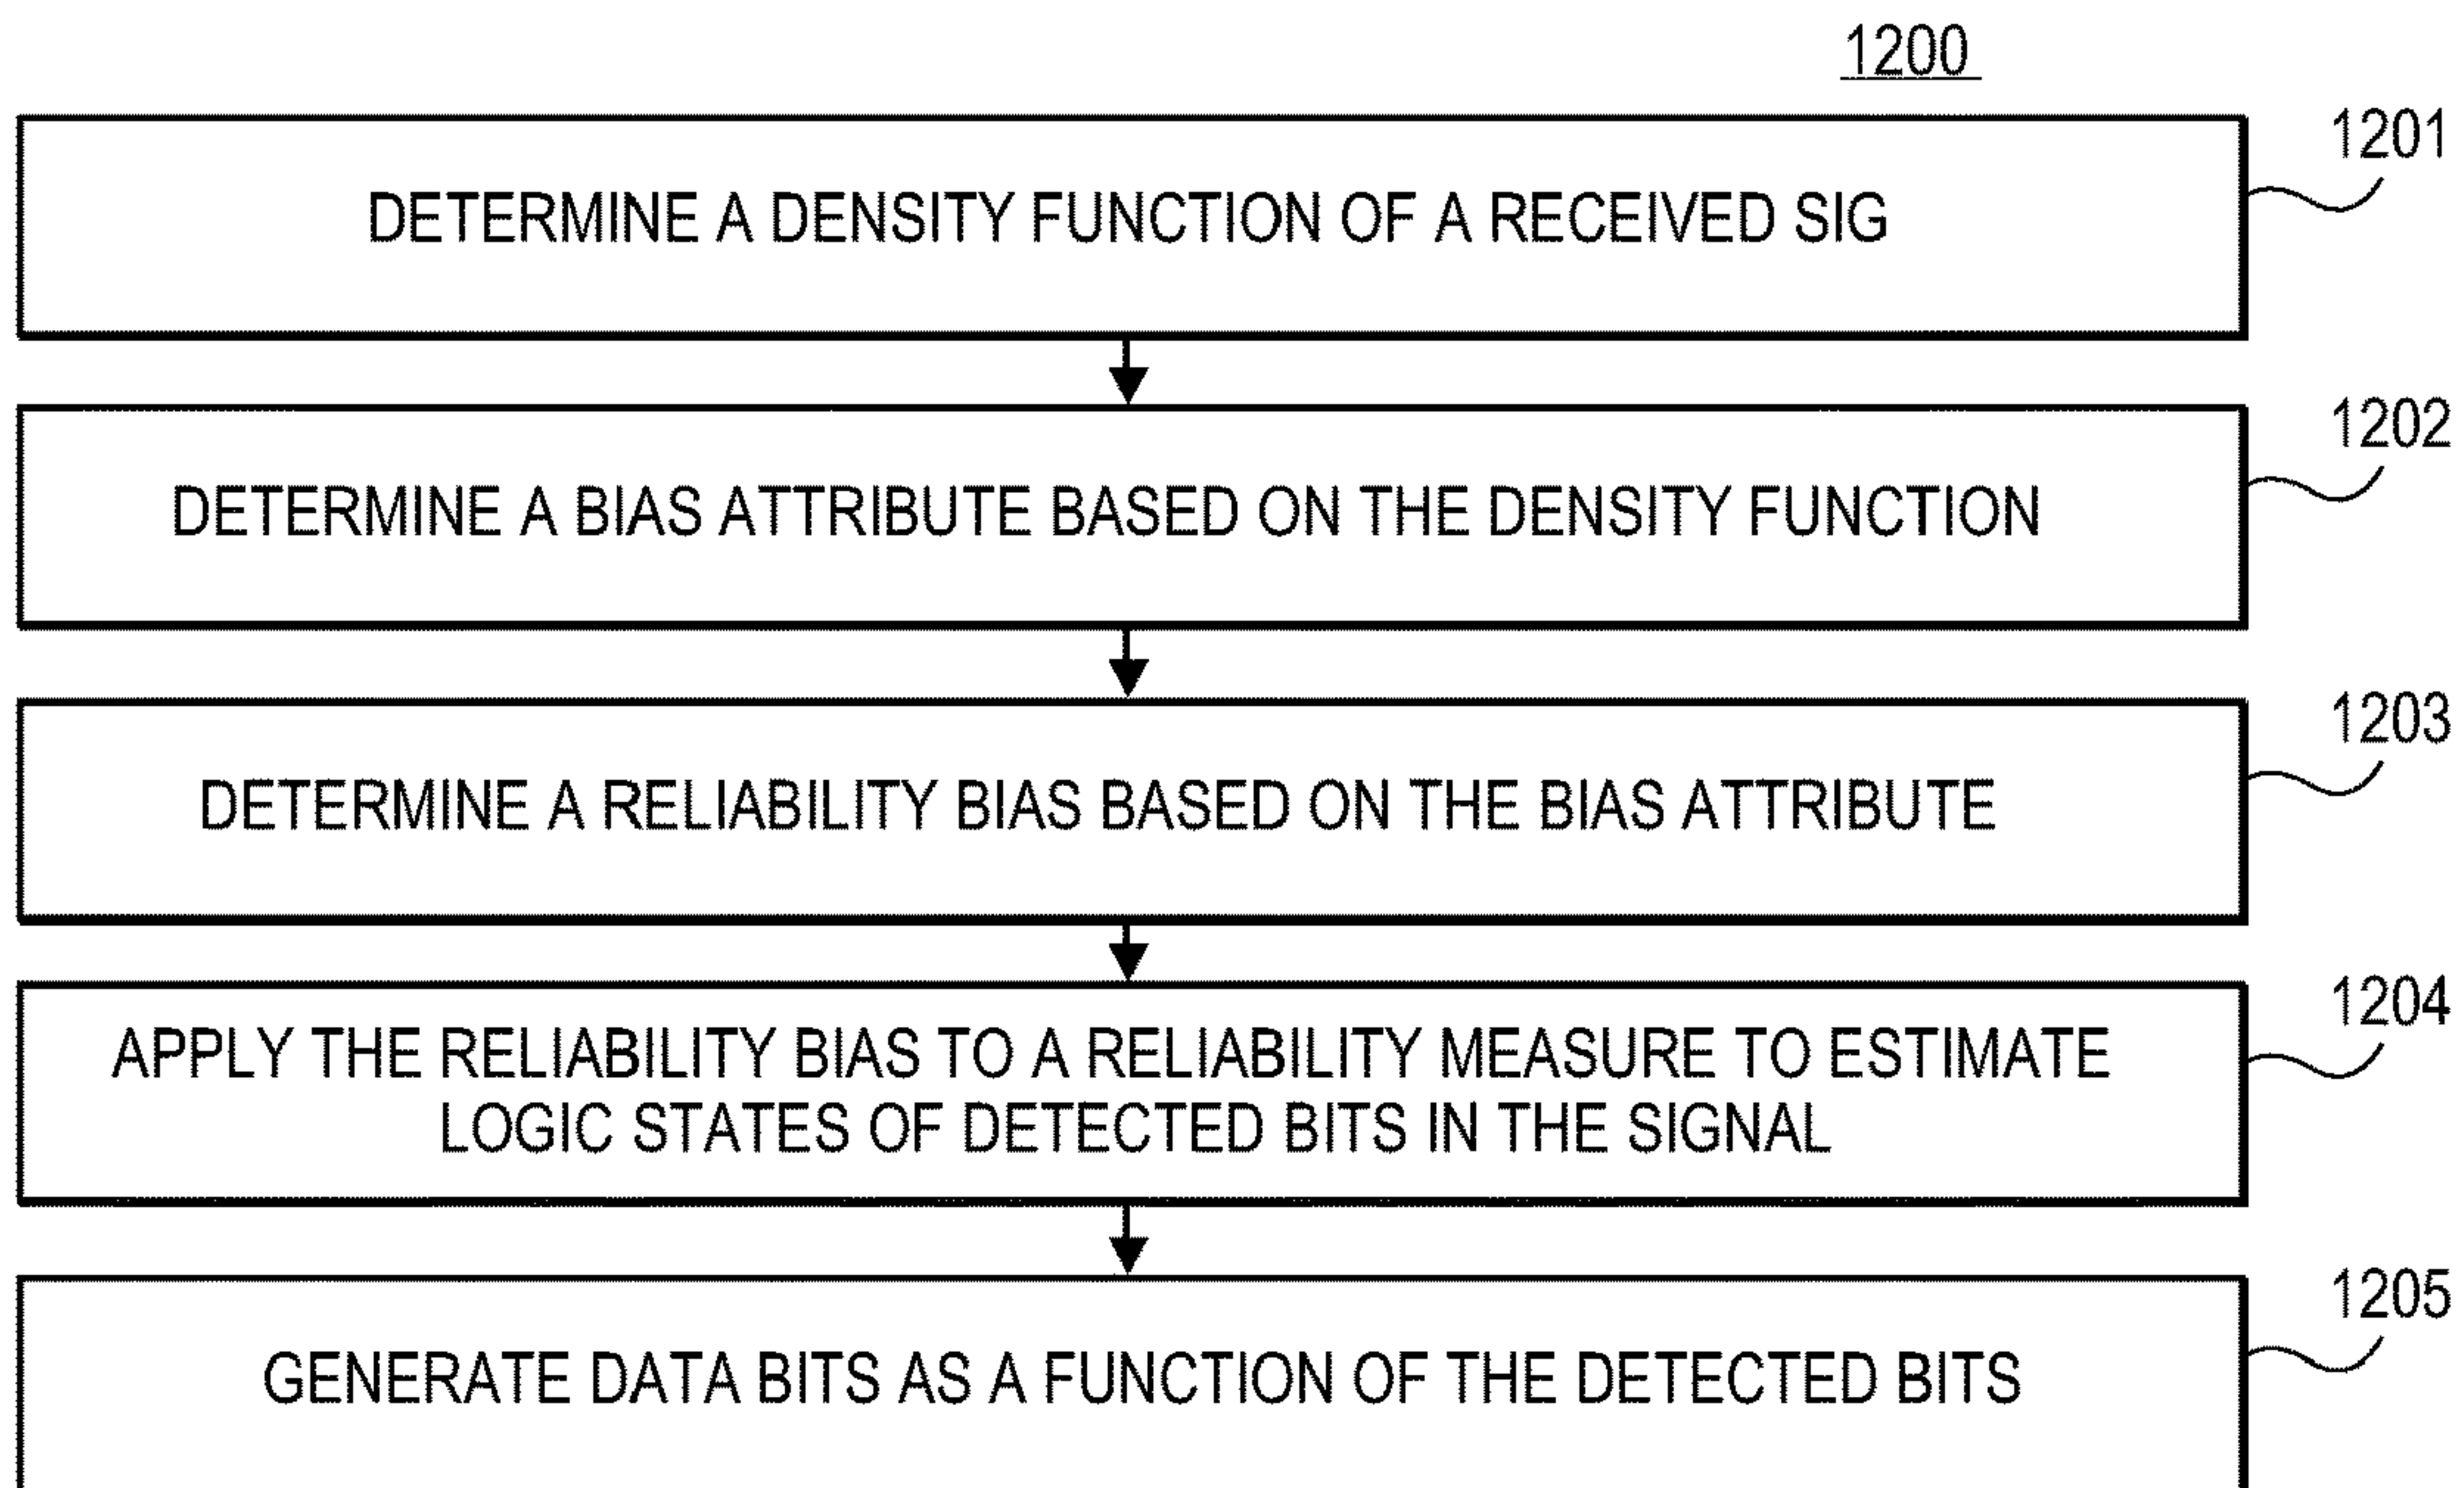 1200
1201
DETERMINE A DENSITY FUNCTION OF A RECEIVED SIG
1202
DETERMINE A BIAS ATTRIBUTE BASED ON THE DENSITY FUNCTION
1203
DETERMINE A RELIABILITY BIAS BASED ON THE BIAS ATTRIBUTE
1204
APPLY THE RELIABILITY BIAS TO A RELIABILITY MEASURE TO ESTIMATE
LOGIC STATES OF DETECTED BITS IN THE SIGNAL
1205
GENERATE DATA BITS AS A FUNCTION OF THE DETECTED BITS